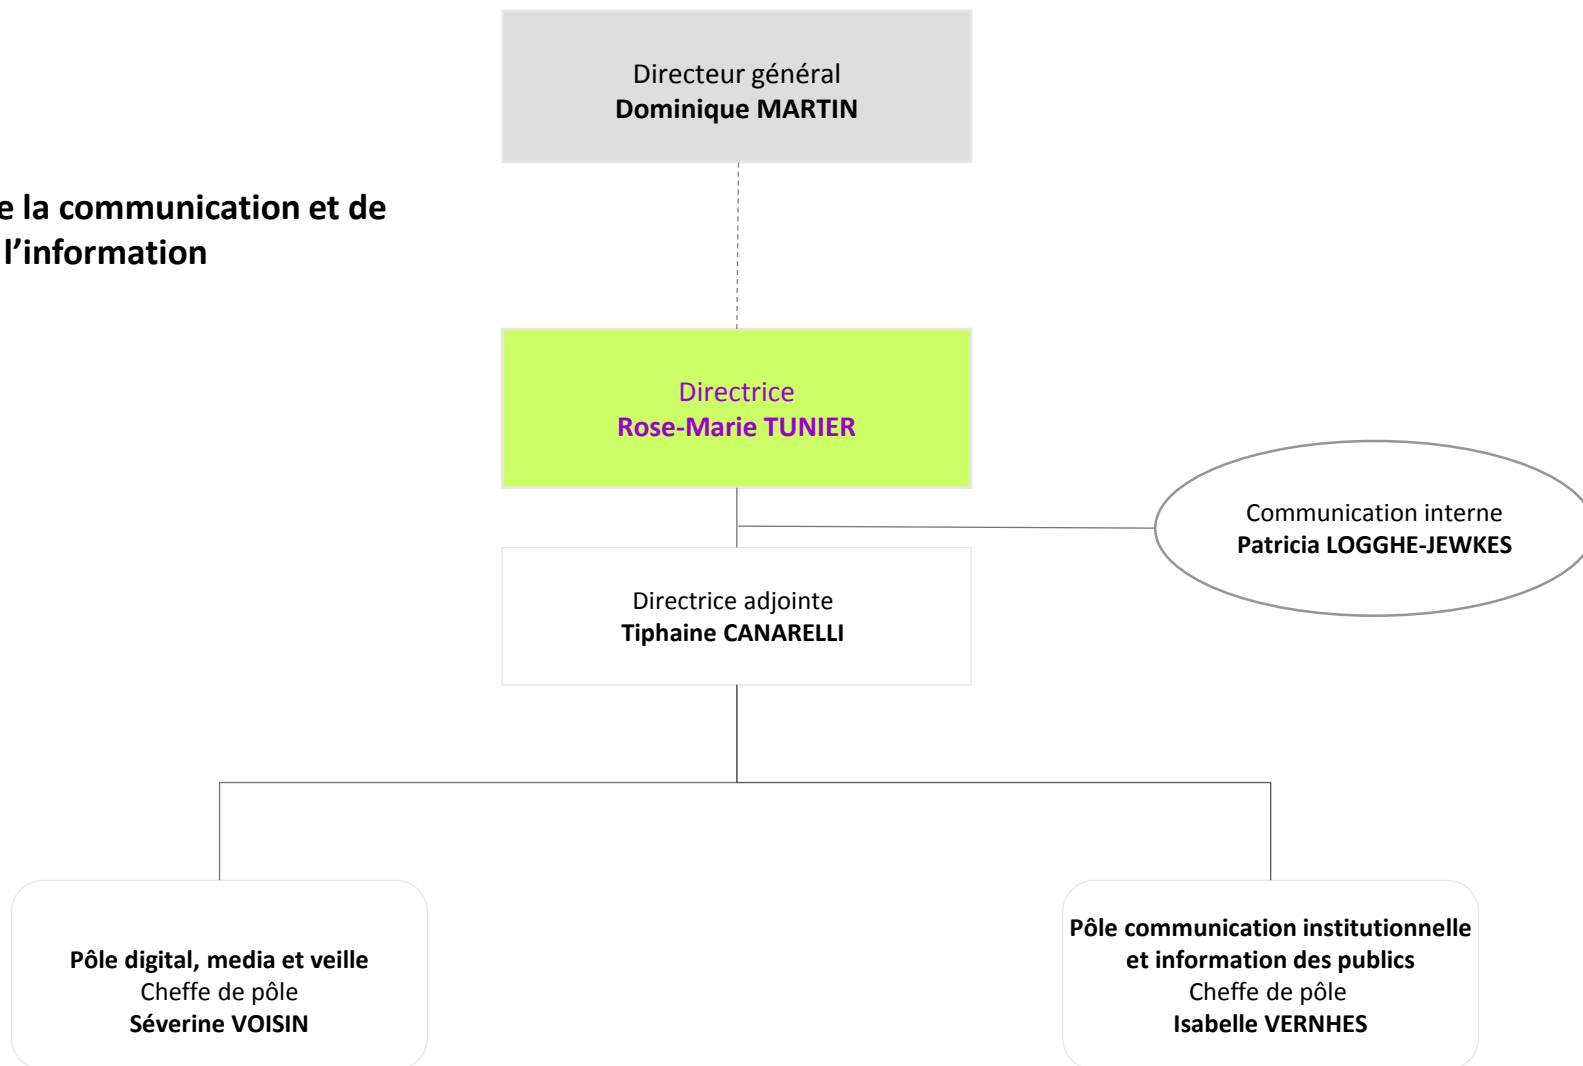 Directeur général
Dominique MARTIN
e la communication et de
l’information
Directrice
Rose-Marie TUNIER
Communication interne
Patricia LOGGHE-JEWKES
Directrice adjointe
Tiphaine CANARELLI
Pôle digital, media et veille
Cheffe de pôle
Séverine VOISIN
Pôle communication institutionnelle
et information des publics
Cheffe de pôle
Isabelle VERNHES